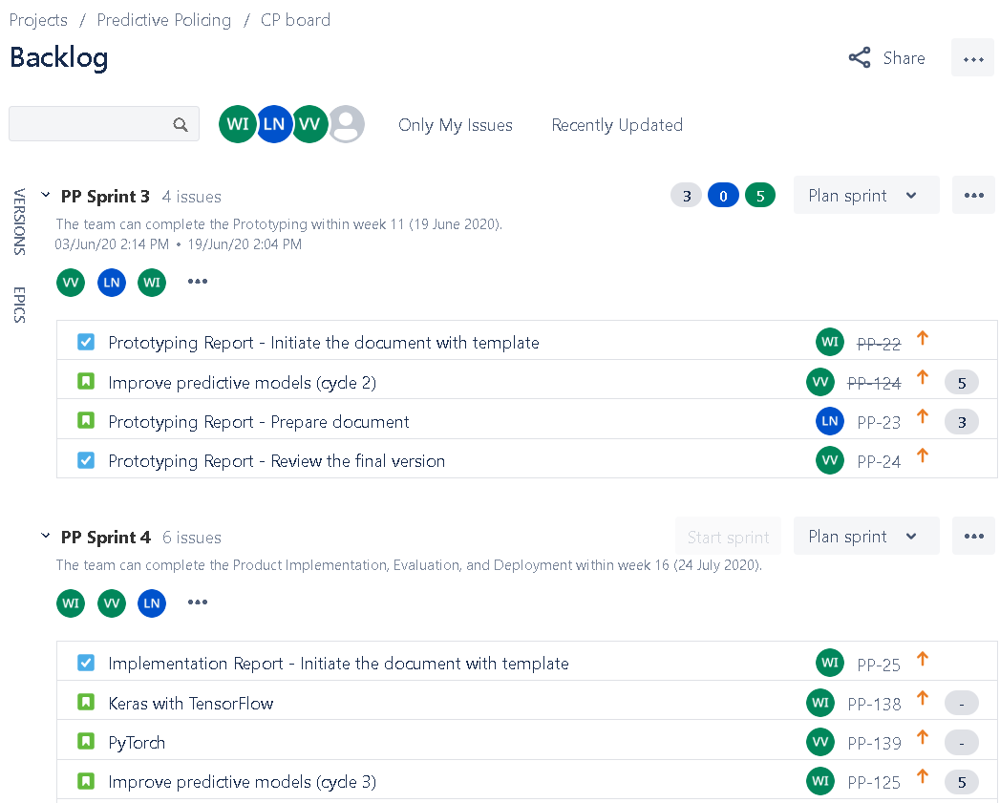 Projects / Predictive Policing / CP board
Backlog
Share
WI LN VV Only My Issues Recently Updated
VERSIONS
EPICS
PP Sprint 3 4 issues 3 0 5 Plan sprint
The team can complete the Prototyping within week 11 (19 June 2020).
03/Jun/20 2:14 PM • 19/Jun/20 2:04 PM
VV LN WI
Prototyping Report - Initiate the document with template WI PP-22
Improve predictive models (cycle 2) VV PP-124 5
Prototyping Report - Prepare document LN PP-23 3
Prototyping Report - Review the final version VV PP-24
PP Sprint 4 6 issues Start sprint Plan sprint
The team can complete the Product Implementation, Evaluation, and Deployment within week 16 (24 July 2020).
WI VV LN
Implementation Report - Initiate the document with template WI PP-25
Keras with TensorFlow WI PP-138 -
PyTorch VV PP-139 -
Improve predictive models (cycle 3) WI PP-125 5